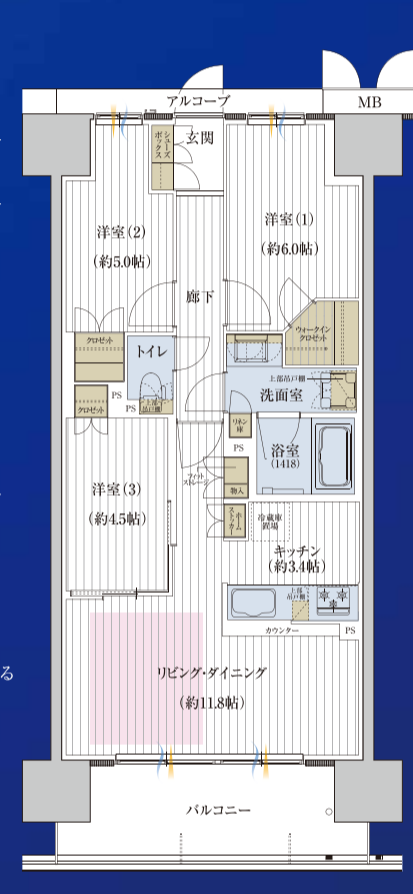 アルコーブ
MB
シューズボックス
玄関
洋室(1)
(約6.0帖)
洋室(2)
(約5.0帖)
廊下
ウォークインクロゼット
クロゼット
トイレ
上部吊戸棚
洗面室
クロゼット
PS
PS
上部吊戸棚
リネン庫
PS
浴室
(1418)
洋室(3)
(約4.5帖)
フィットストレージ
物入
ホームストッカー
冷蔵庫置場
キッチン
(約3.4帖)
上部吊戸棚
カウンター
PS
る
リビング・ダイニング
(約11.8帖)
バルコニー